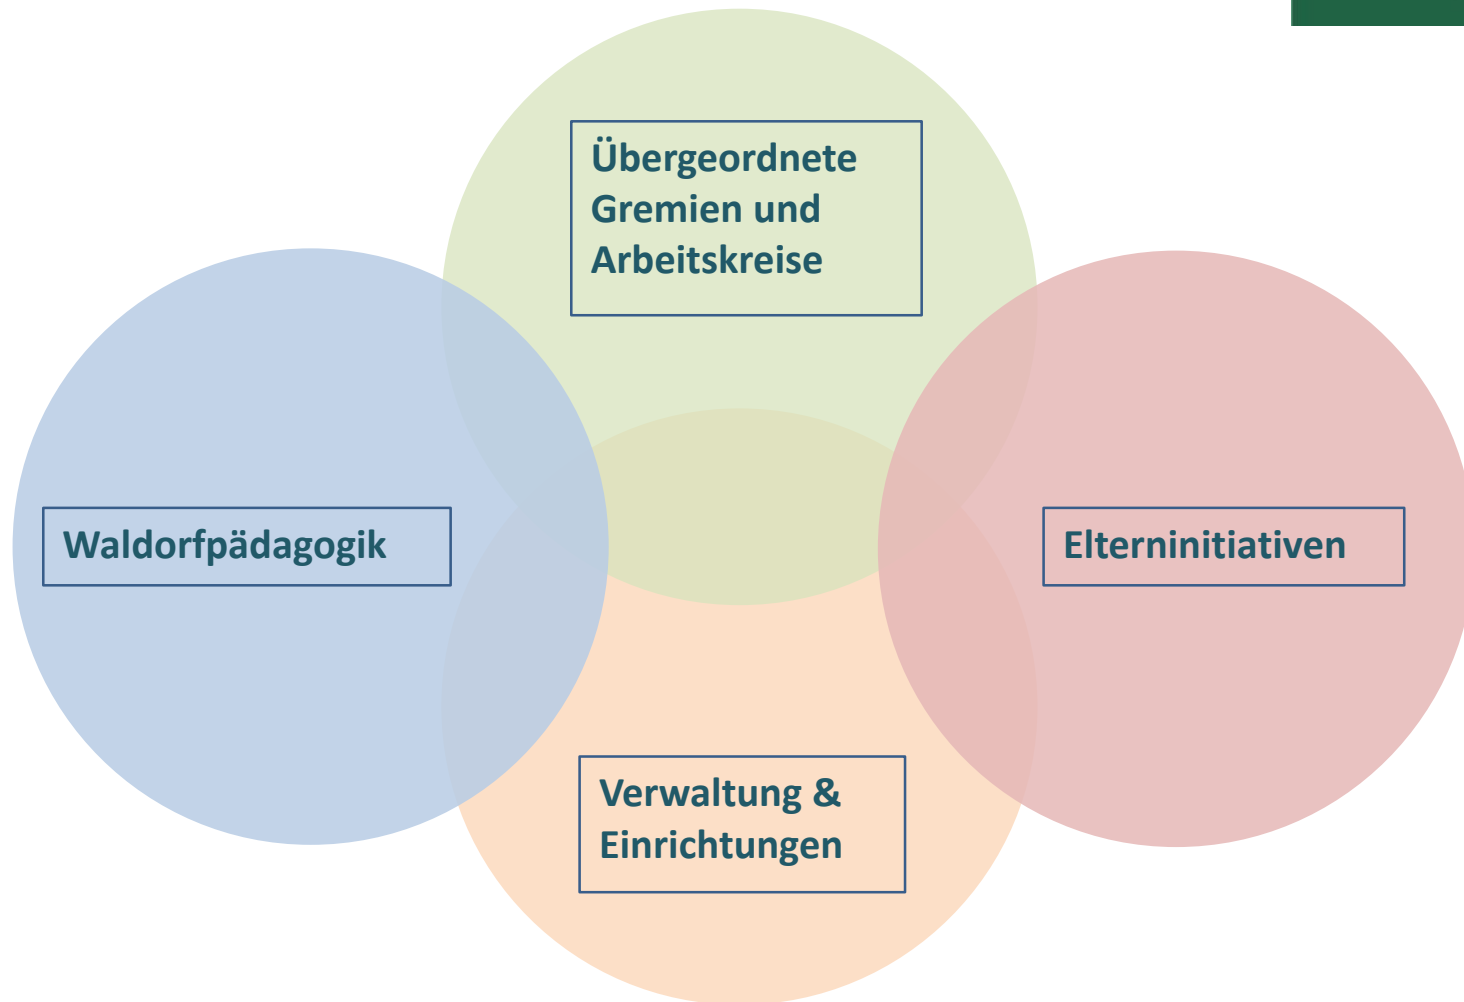 Übergeordnete
Gremien und
Arbeitskreise
Waldorfpädagogik
Elterninitiativen
Verwaltung &
Einrichtungen